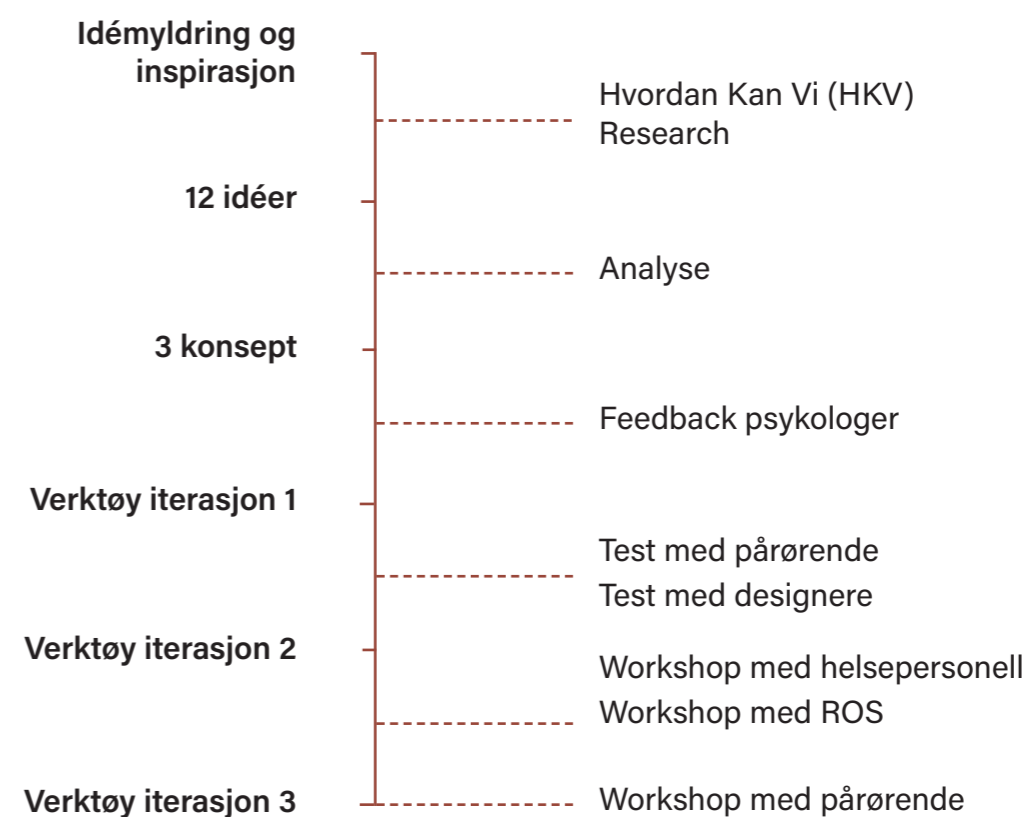 Idémyldring og
inspirasjon
Hvordan Kan Vi (HKV)
Research
12 idéer
Analyse
3 konsept
Feedback psykologer
Verktøy iterasjon 1
Test med pårørende
Test med designere
Verktøy iterasjon 2
Workshop med helsepersonell
Workshop med ROS
Verktøy iterasjon 3
Workshop med pårørende